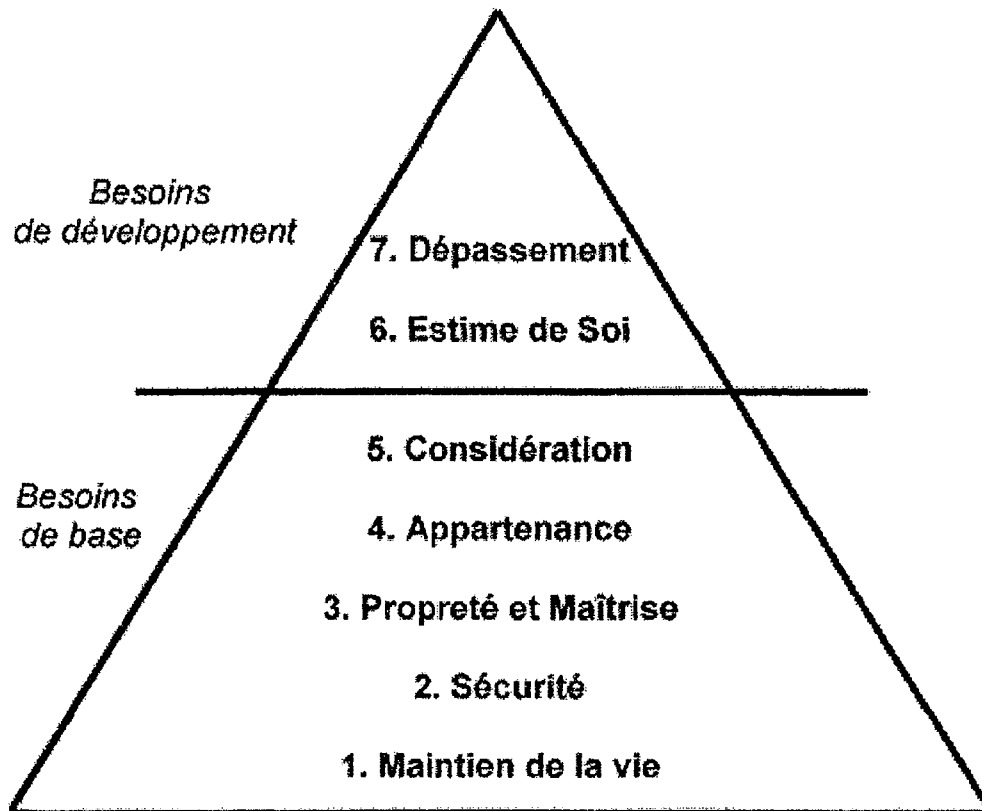 Besoins
de développement
7. Dépassement
6. Estime de Soi
5. Considération
Besoins
de base
4. Appartenance
3. Propreté et Maîtrise
2. Sécurité
1. Maintien de la vie